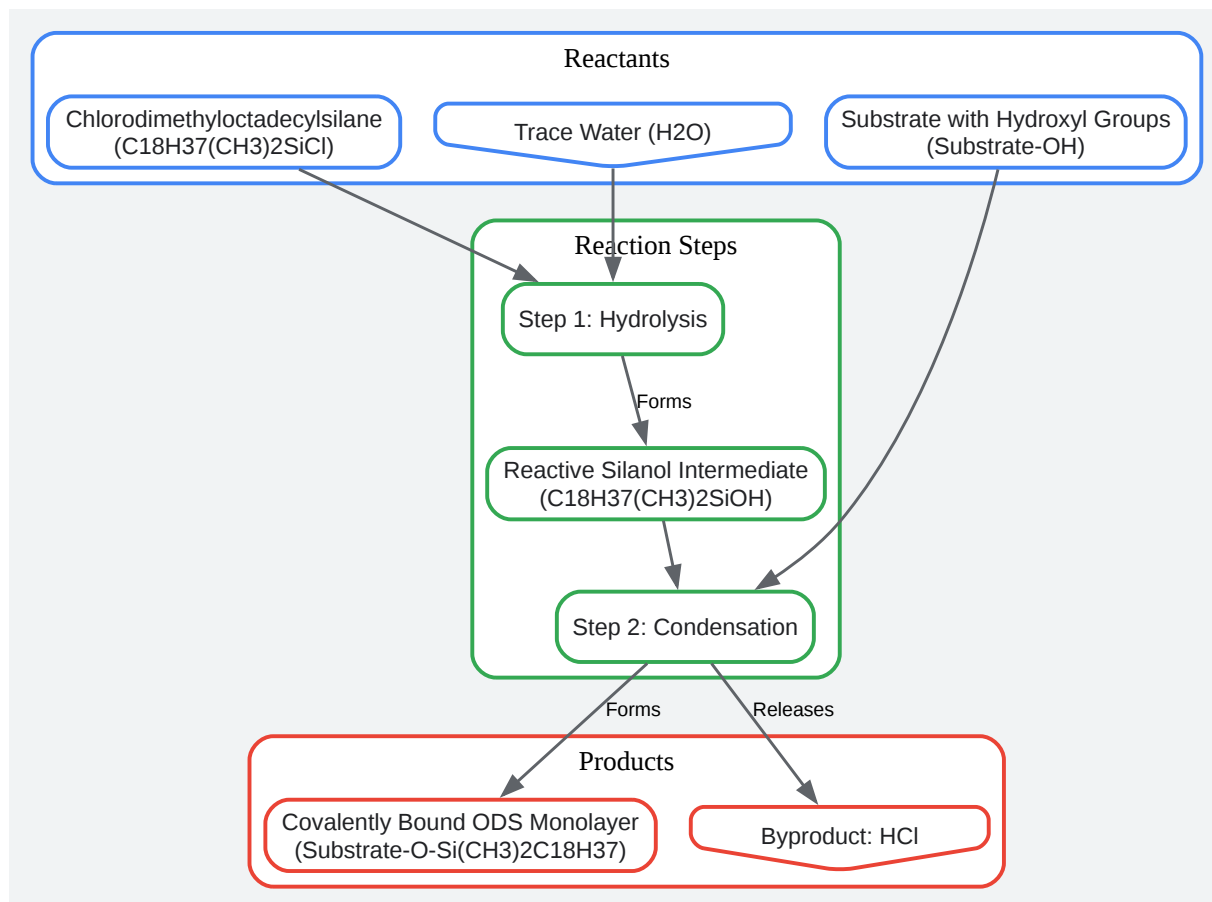 Reactants
Chlorodimethyloctadecylsilane
(C18H37(CH3)2SiCl)
Trace Water (H2O)
Substrate with Hydroxyl Groups
(Substrate-OH)
Reaction Steps
Step 1: Hydrolysis
Forms
Reactive Silanol Intermediate
(C18H37(CH3)2SiOH)
Step 2: Condensation
Forms
Releases
Products
Covalently Bound ODS Monolayer
(Substrate-O-Si(CH3)2C18H37)
Byproduct: HCl